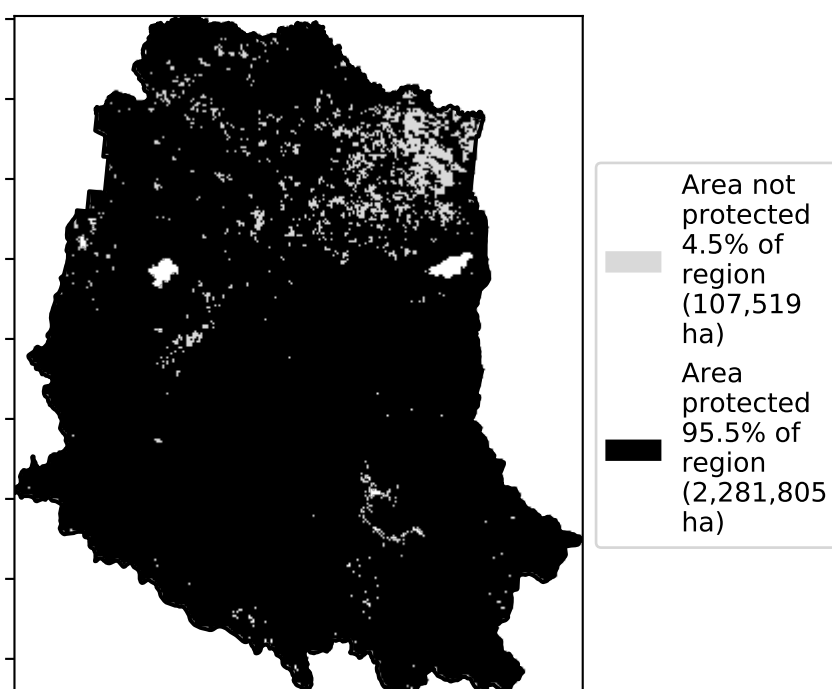 Area not
protected
4.5% of
region
(107,519
ha)
Area
protected
95.5% of
region
(2,281,805
ha)